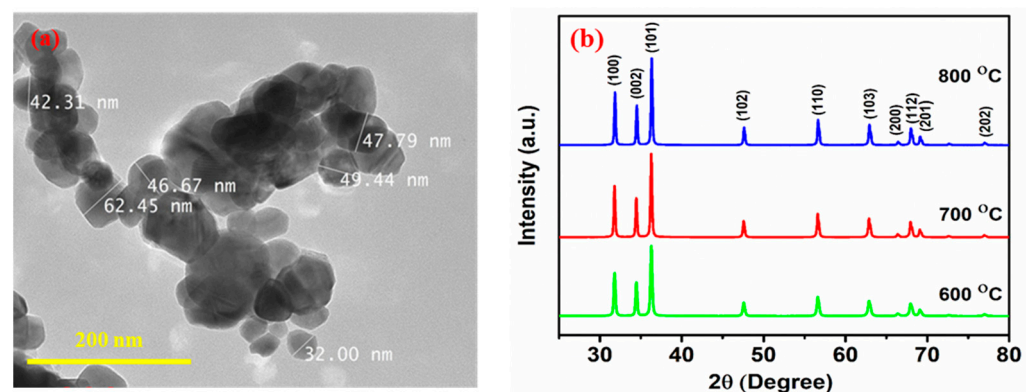 (a)
42.31 nm
47.79 nm
46.67 nm
49.44 nm
62.45 nm
200 nm
32.00 nm
(b)
(100)
(002)
(101)
(102)
(110)
(103)
(200)
(112)
(201)
(202)
800 °C
700 °C
600 °C
Intensity (a.u.)
30 40 50 60 70 80
2θ (Degree)